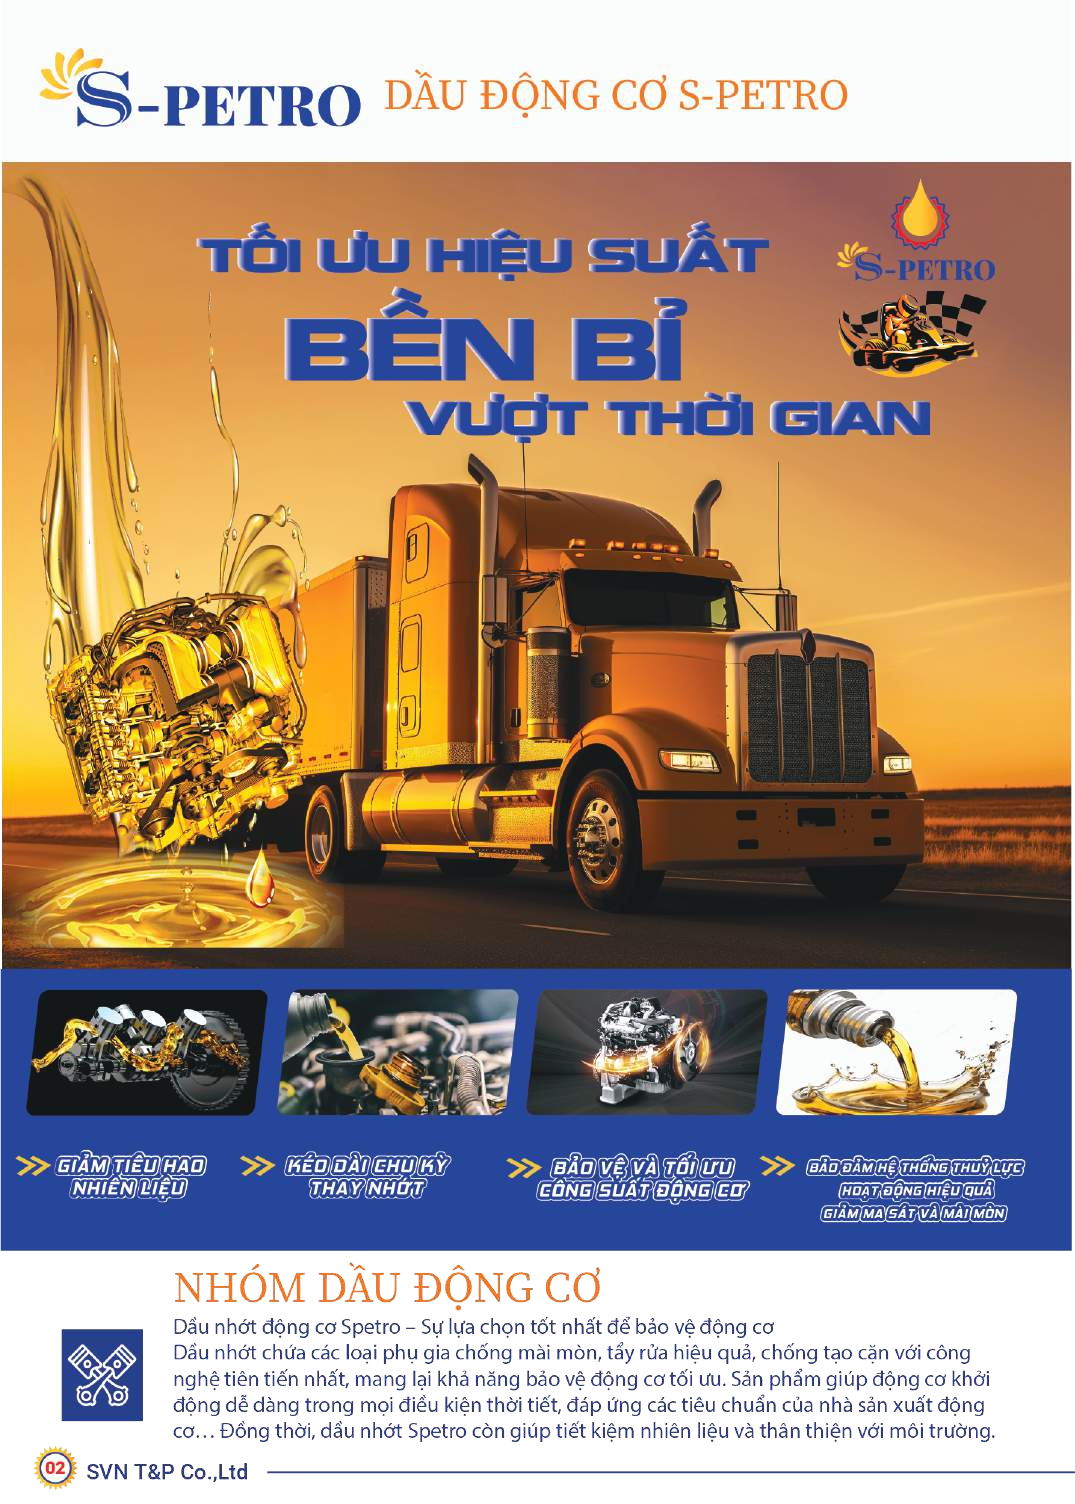 S-PETRO
DẦU ĐỘNG CƠ S-PETRO
TỐI ƯU HIỆU SUẤT
S-PETRO
BỀN BỈ
VƯỢT THỜI GIAN
GIẢM TIÊU HAO
NHIÊN LIỆU
KÉO DÀI CHU KỲ
THAY NHỚT
BẢO VỆ VÀ TỐI ƯU
CÔNG SUẤT ĐỘNG CƠ
BẢO ĐẢM HỆ THỐNG THUỶ LỰC
HOẠT ĐỘNG HIỆU QUẢ
GIẢM MA SÁT VÀ MÀI MÒN
NHÓM DẦU ĐỘNG CƠ
Dầu nhớt động cơ Spetro – Sự lựa chọn tốt nhất để bảo vệ động cơ
Dầu nhớt chứa các loại phụ gia chống mài mòn, tẩy rửa hiệu quả, chống tạo cặn với công
nghệ tiên tiến nhất, mang lại khả năng bảo vệ động cơ tối ưu. Sản phẩm giúp động cơ khởi
động dễ dàng trong mọi điều kiện thời tiết, đáp ứng các tiêu chuẩn của nhà sản xuất động
cơ… Đồng thời, dầu nhớt Spetro còn giúp tiết kiệm nhiên liệu và thân thiện với môi trường.
02
SVN T&P Co.,Ltd